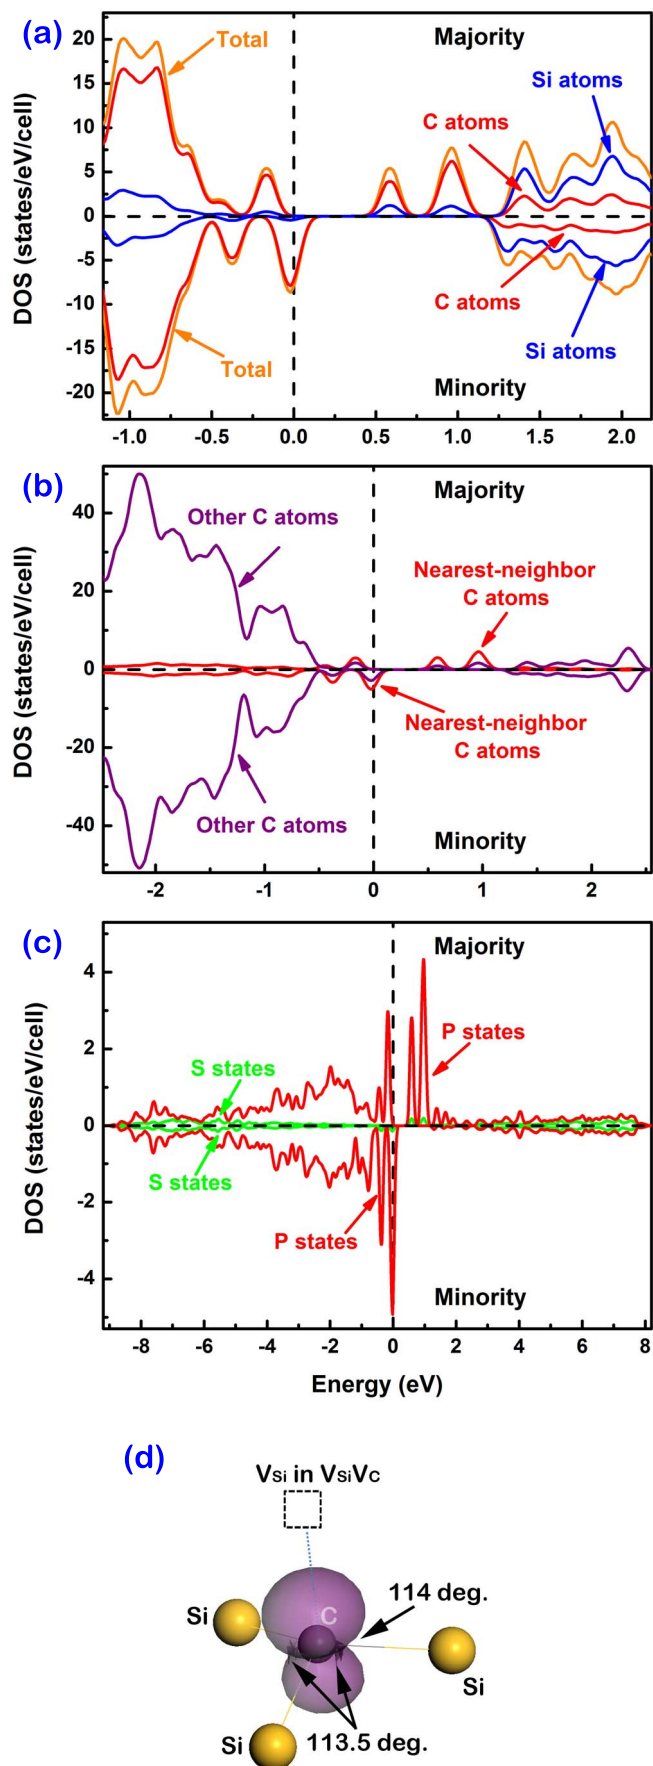 (a)
DOS (states/eV/cell)
20
15
10
5
0
-5
-10
-15
-20
Total
Majority
Si atoms
C atoms
C atoms
Si atoms
Total
Minority
-1.0 -0.5 0.0 0.5 1.0 1.5 2.0
(b)
DOS (states/eV/cell)
40
20
0
-20
-40
Majority
Other C atoms
Nearest-neighbor
C atoms
Nearest-neighbor
C atoms
Other C atoms
Minority
-2 -1 0 1 2
(c)
DOS (states/eV/cell)
4
2
0
-2
-4
Majority
P states
S states
S states
P states
Minority
-8 -6 -4 -2 0 2 4 6 8
Energy (eV)
(d)
VSi in VSiVC
C
114 deg.
Si
Si
Si
113.5 deg.